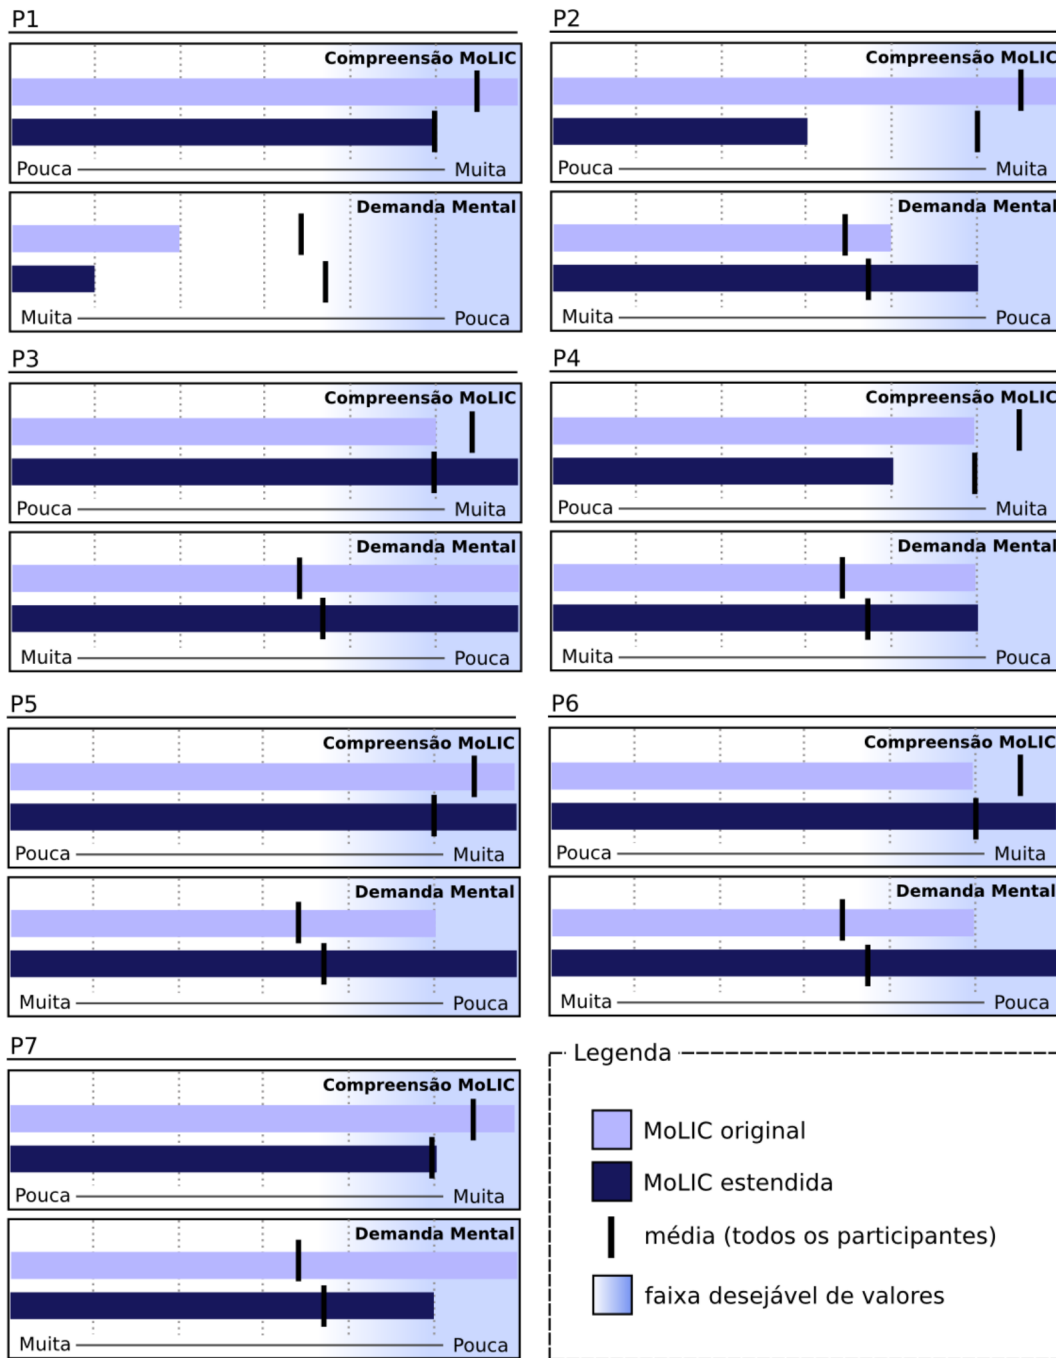 P1
Compreensão MoLIC
Pouca
Muita
Demanda Mental
Muita
Pouca
P2
Compreensão MoLIC
Pouca
Muita
Demanda Mental
Muita
Pouca
P3
Compreensão MoLIC
Pouca
Muita
Demanda Mental
Muita
Pouca
P4
Compreensão MoLIC
Pouca
Muita
Demanda Mental
Muita
Pouca
P5
Compreensão MoLIC
Pouca
Muita
Demanda Mental
Muita
Pouca
P6
Compreensão MoLIC
Pouca
Muita
Demanda Mental
Muita
Pouca
P7
Compreensão MoLIC
Pouca
Muita
Demanda Mental
Muita
Pouca
Legenda
MoLIC original
MoLIC estendida
média (todos os participantes)
faixa desejável de valores